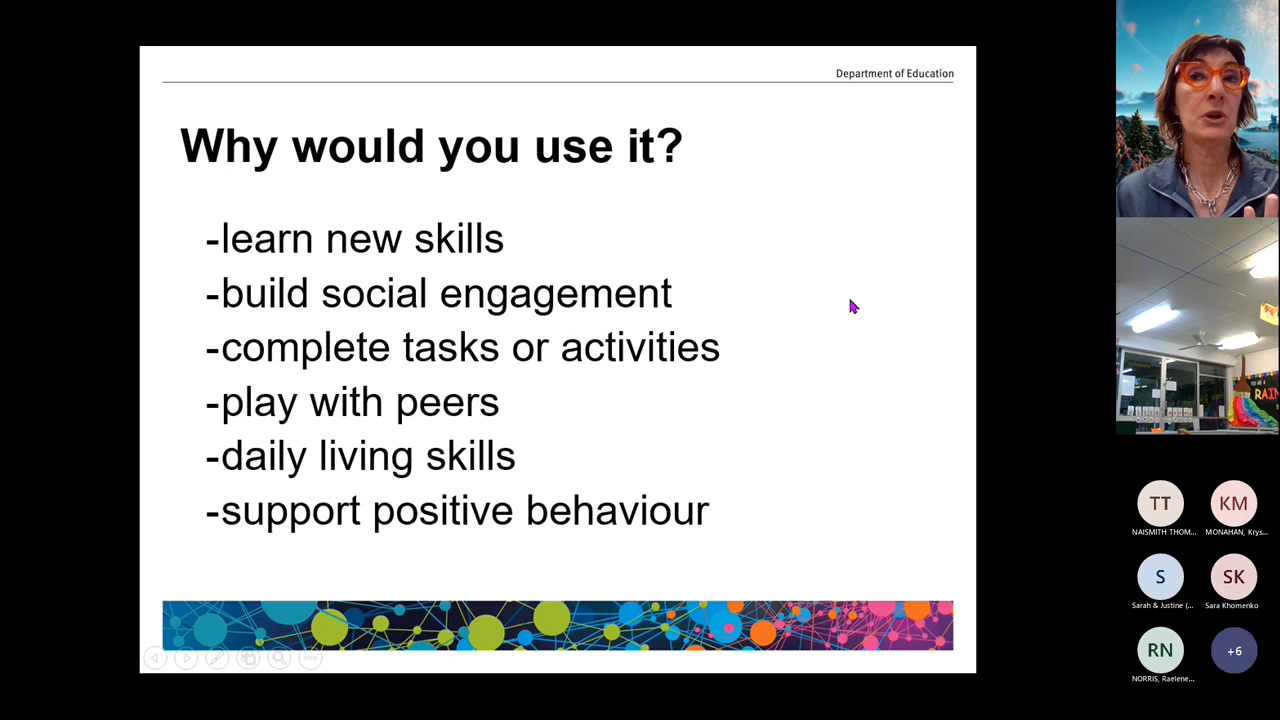 Department of Education
Why would you use it?
-learn new skills
-build social engagement
-complete tasks or activities
-play with peers
-daily living skills
-support positive behaviour
RAIN
TT
KM
NAISMITH THOM...
MONAHAN, Krys...
S
SK
Sarah & Justine (...
Sara Khomenko
RN
+6
NORRIS, Raelene...